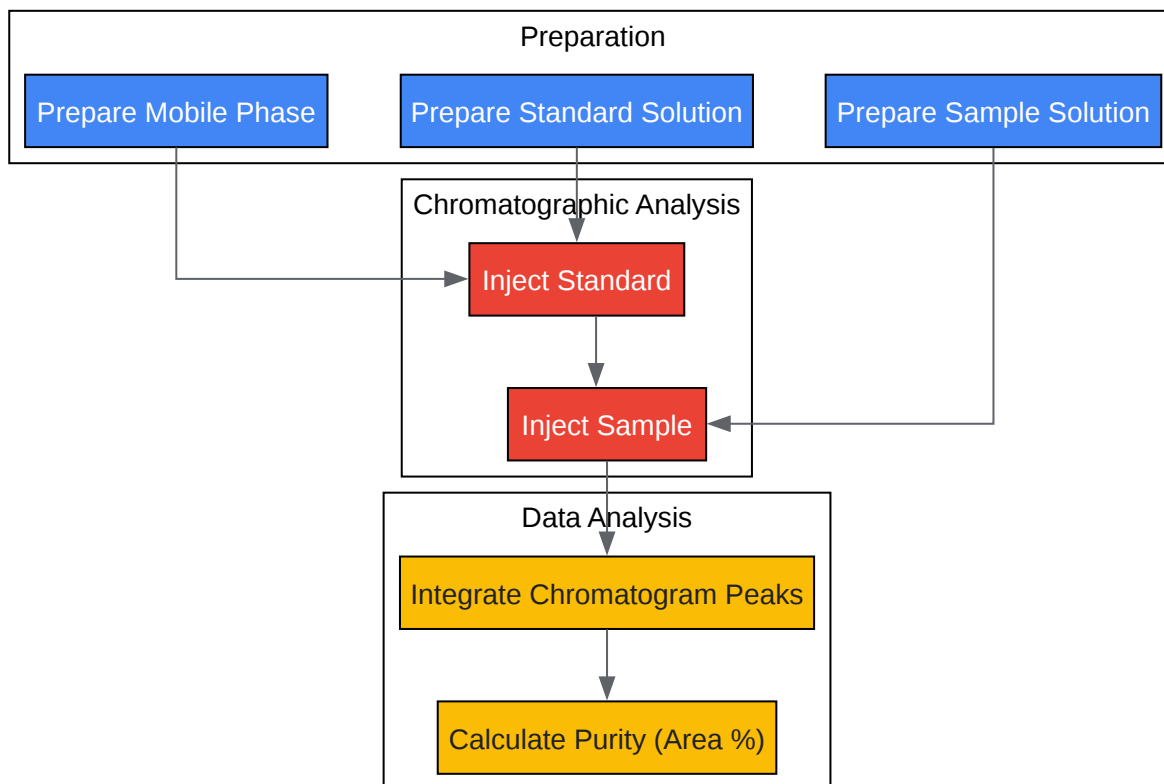 Preparation
Prepare Mobile Phase
Prepare Standard Solution
Prepare Sample Solution
Chromatographic Analysis
Inject Standard
Inject Sample
Data Analysis
Integrate Chromatogram Peaks
Calculate Purity (Area %)